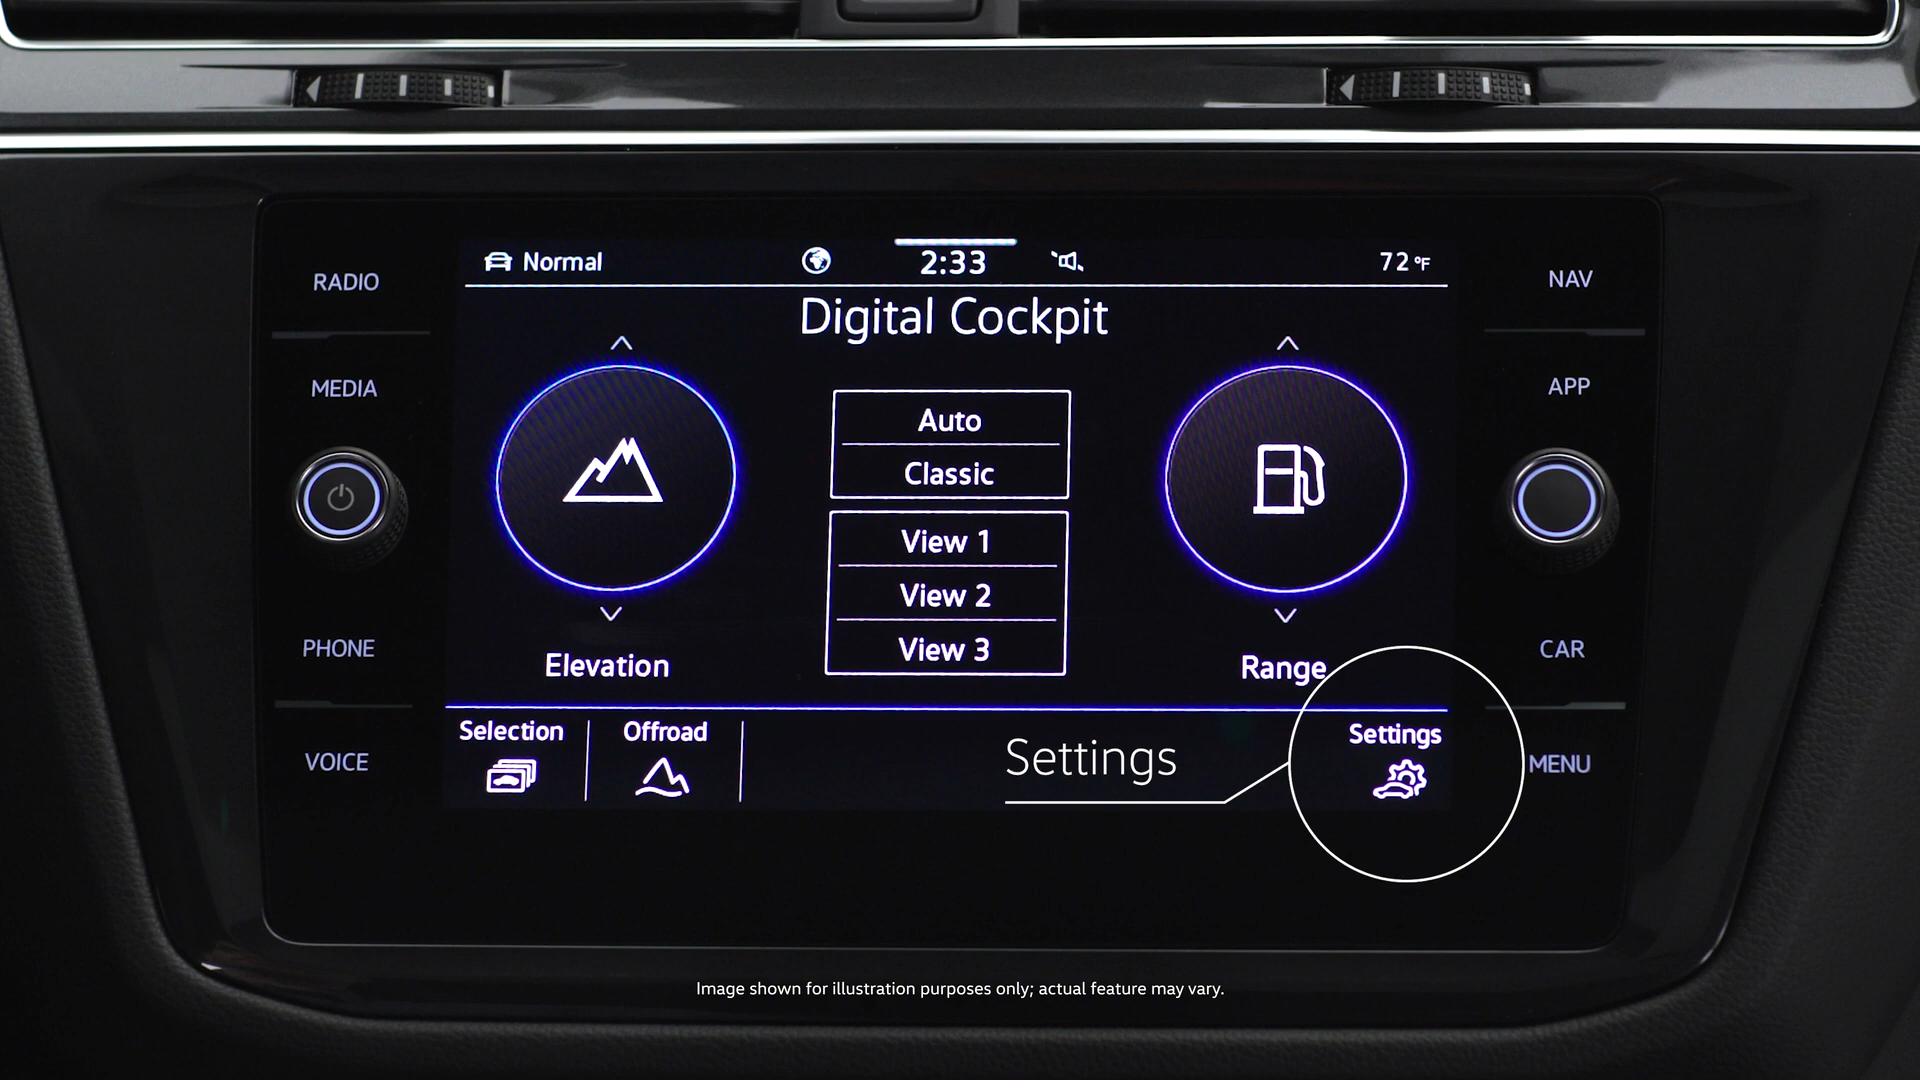 RADIO
MEDIA
PHONE
VOICE
Normal
2:33
72°F
Digital Cockpit
Auto
Classic
View 1
View 2
View 3
Elevation
Range
Selection
Offroad
Settings
Settings
NAV
APP
CAR
MENU
Image shown for illustration purposes only; actual feature may vary.